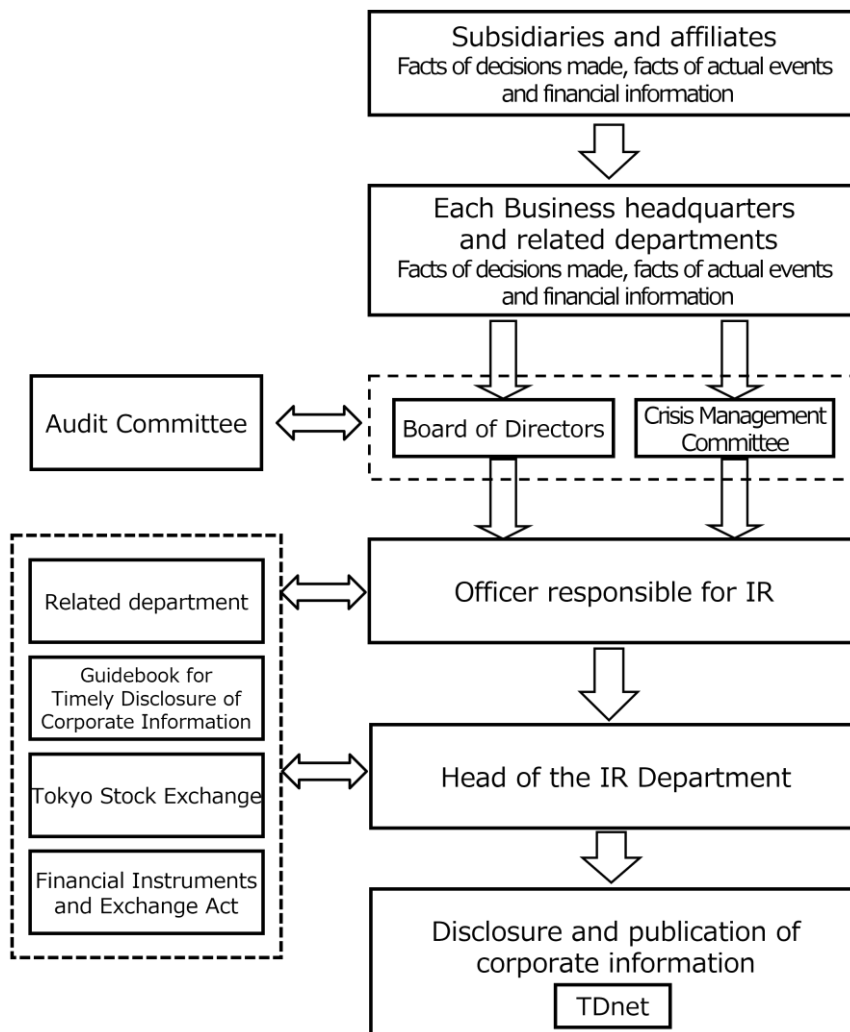 Subsidiaries and affiliates
Facts of decisions made, facts of actual events
and financial information
Each Business headquarters
and related departments
Facts of decisions made, facts of actual events
and financial information
Audit Committee
Board of Directors
Crisis Management
Committee
Related department
Officer responsible for IR
Guidebook for
Timely Disclosure of
Corporate Information
Tokyo Stock Exchange
Head of the IR Department
Financial Instruments
and Exchange Act
Disclosure and publication of
corporate information
TDnet